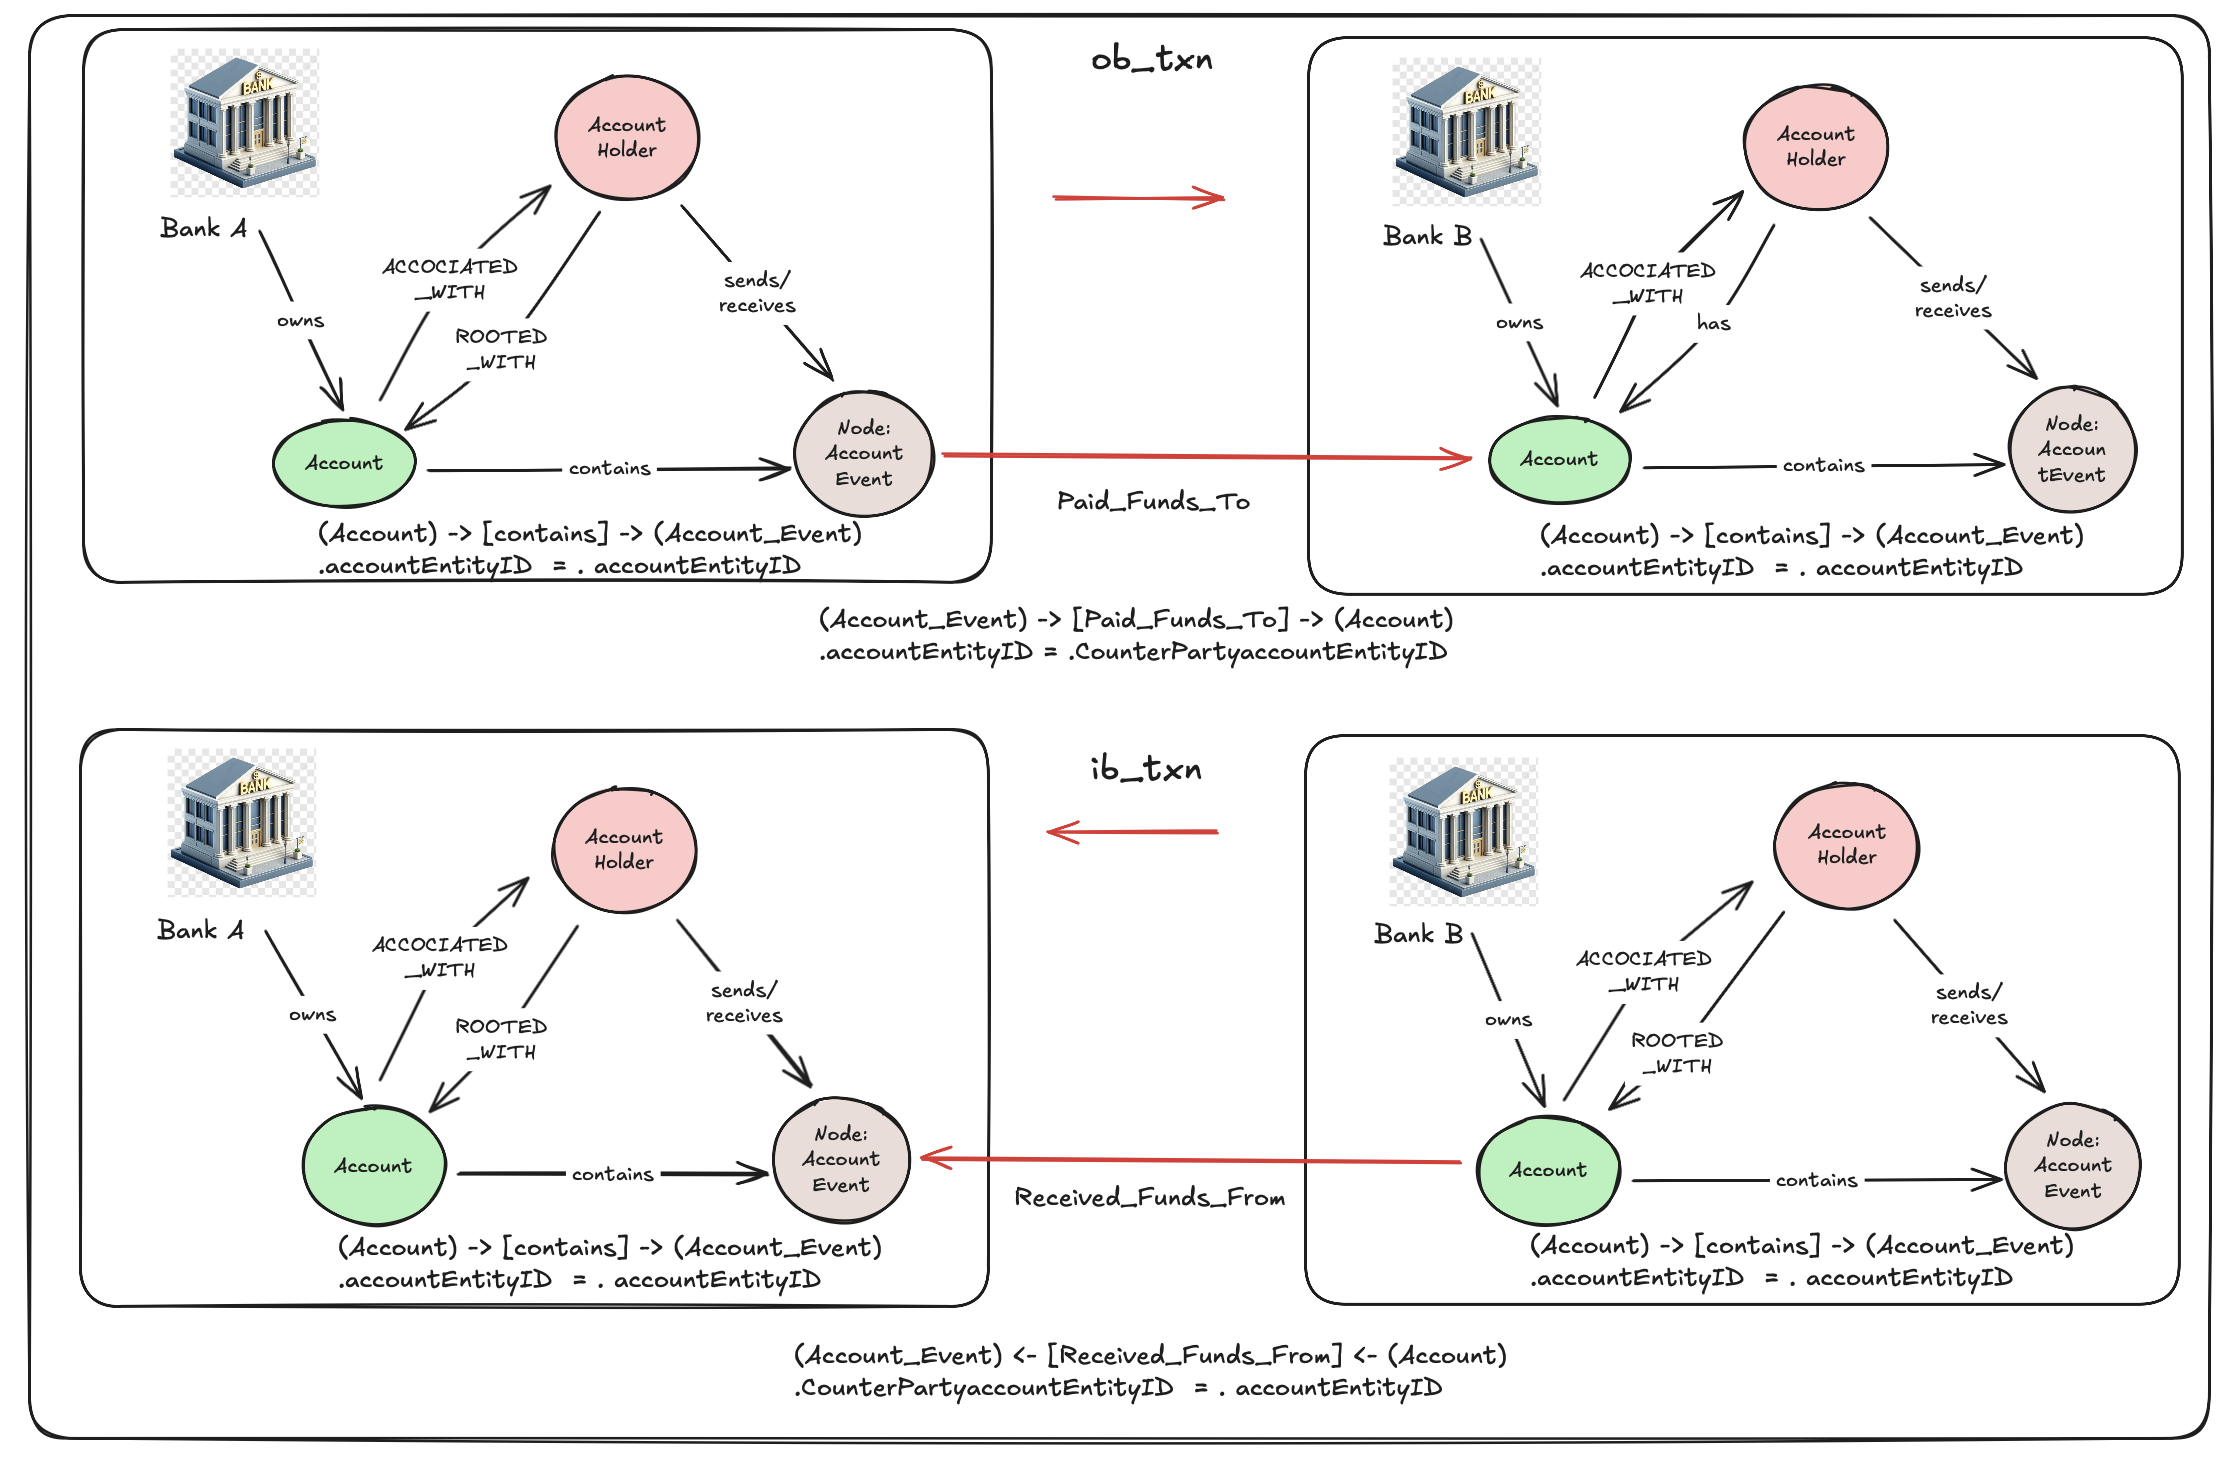 ob_txn
BANK
Bank A
Account
Holder
ACCOCIATED
_WITH
ROOTED
_WITH
sends/
receives
owns
Account
contains
Node:
Account
Event
(Account) -> [contains] -> (Account_Event)
.accountEntityID = . accountEntityID
Paid_Funds_To
BANK
Bank B
Account
Holder
ACCOCIATED
_WITH
has
sends/
receives
owns
Account
contains
Node:
Accoun
tEvent
(Account) -> [contains] -> (Account_Event)
.accountEntityID = . accountEntityID
(Account_Event) -> [Paid_Funds_To] -> (Account)
.accountEntityID = .CounterPartyaccountEntityID
ib_txn
BANK
Bank A
Account
Holder
ACCOCIATED
_WITH
ROOTED
_WITH
sends/
receives
owns
Account
contains
Node:
Account
Event
(Account) -> [contains] -> (Account_Event)
.accountEntityID = . accountEntityID
Received_Funds_From
BANK
Bank B
Account
Holder
ACCOCIATED
_WITH
ROOTED
_WITH
sends/
receives
owns
Account
contains
Node:
Account
Event
(Account) -> [contains] -> (Account_Event)
.accountEntityID = . accountEntityID
(Account_Event) <- [Received_Funds_From] <- (Account)
.CounterPartyaccountEntityID = . accountEntityID